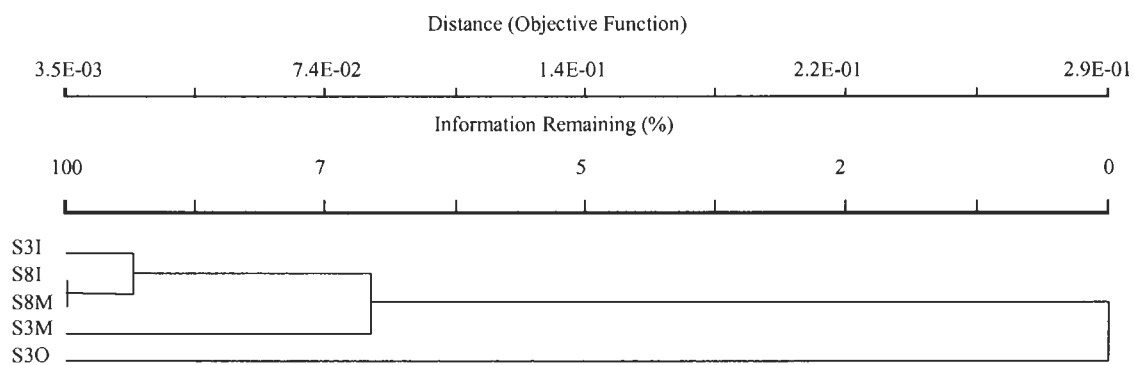 Distance (Objective Function)
3.5E-03 7.4E-02 1.4E-01 2.2E-01 2.9E-01
Information Remaining (%)
100 7 5 2 0
S3I
S8I
S8M
S3M
S3O